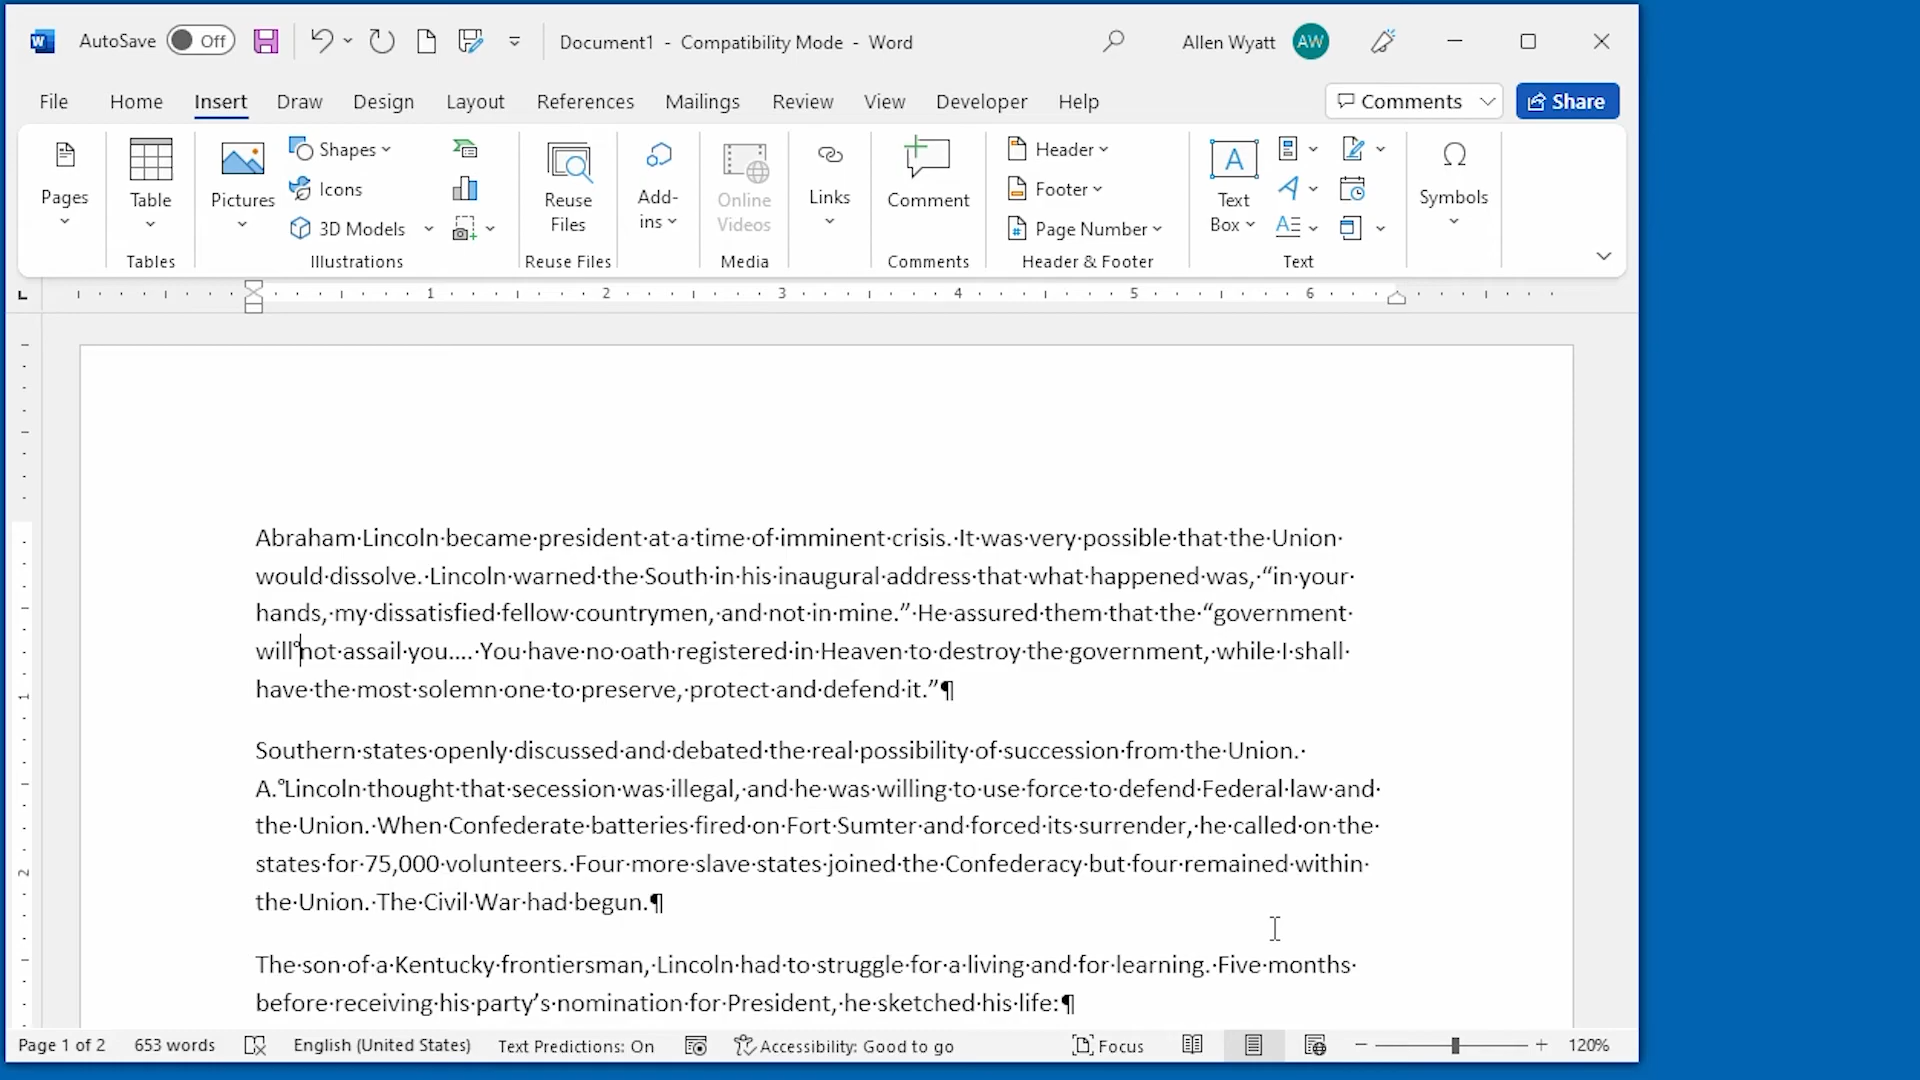 AutoSave Off Document1 - Compatibility Mode - Word Allen Wyatt AW
File Home Insert Draw Design Layout References Mailings Review View Developer Help Comments Share
Pages
Table
Tables
Pictures
Shapes
Icons
3D Models
Illustrations
Reuse
Files
Reuse Files
Add-
ins
Online
Videos
Media
Links
Comment
Comments
Header
Footer
Page Number
Header & Footer
Text
Box
Text
Symbols
1 2 3 4 5 6
Abraham·Lincoln·became·president·at·a·time·of·imminent·crisis.·It·was·very·possible·that·the·Union·
would·dissolve.·Lincoln·warned·the·South·in·his·inaugural·address·that·what·happened·was,·“in·your·
hands,·my·dissatisfied·fellow·countrymen,·and·not·in·mine.”·He·assured·them·that·the·“government·
will°not·assail·you….·You·have·no·oath·registered·in·Heaven·to·destroy·the·government,·while·I·shall·
have·the·most·solemn·one·to·preserve,·protect·and·defend·it.”¶
Southern·states·openly·discussed·and·debated·the·real·possibility·of·succession·from·the·Union.·
A.°Lincoln·thought·that·secession·was·illegal,·and·he·was·willing·to·use·force·to·defend·Federal·law·and·
the·Union.·When·Confederate·batteries·fired·on·Fort·Sumter·and·forced·its·surrender,·he·called·on·the·
states·for·75,000·volunteers.·Four·more·slave·states·joined·the·Confederacy·but·four·remained·within·
the·Union.·The·Civil·War·had·begun.¶
The·son·of·a·Kentucky·frontiersman,·Lincoln·had·to·struggle·for·a·living·and·for·learning.·Five·months·
before·receiving·his·party’s·nomination·for·President,·he·sketched·his·life:¶
1
2
Page 1 of 2 653 words English (United States) Text Predictions: On Accessibility: Good to go Focus 120%